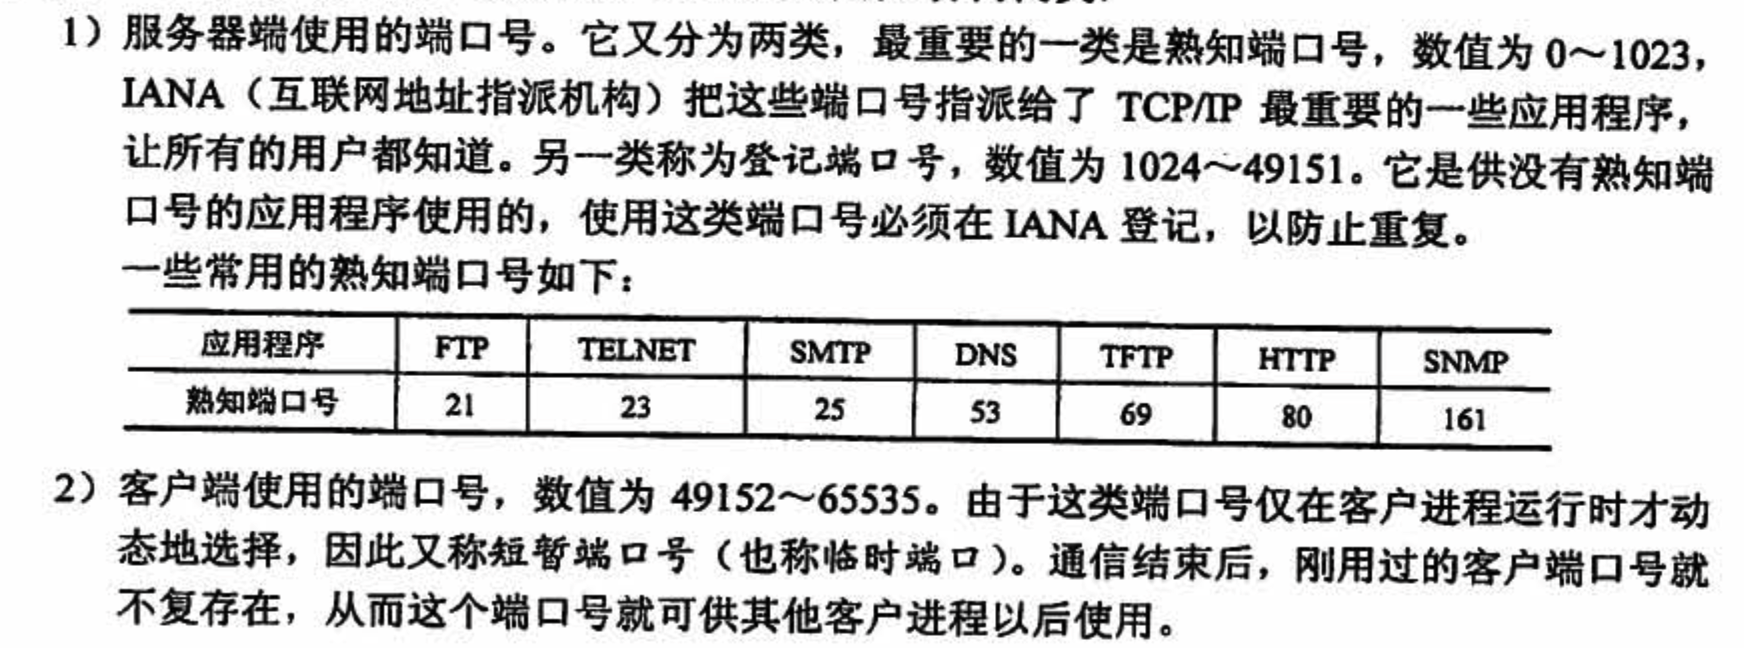 1）服务器端使用的端口号。它又分为两类，最重要的一类是熟知端口号，数值为 0～1023，
IANA（互联网地址指派机构）把这些端口号指派给了 TCP/IP 最重要的一些应用程序，
让所有的用户都知道。另一类称为登记端口号，数值为 1024～49151。它是供没有熟知端
口号的应用程序使用的，使用这类端口号必须在 IANA 登记，以防止重复。
一些常用的熟知端口号如下：
应用程序 FTP TELNET SMTP DNS TFTP HTTP SNMP
熟知端口号 21 23 25 53 69 80 161
2）客户端使用的端口号，数值为 49152～65535。由于这类端口号仅在客户进程运行时才动
态地选择，因此又称短暂端口号（也称临时端口）。通信结束后，刚用过的客户端口号就
不复存在，从而这个端口号就可供其他客户进程以后使用。